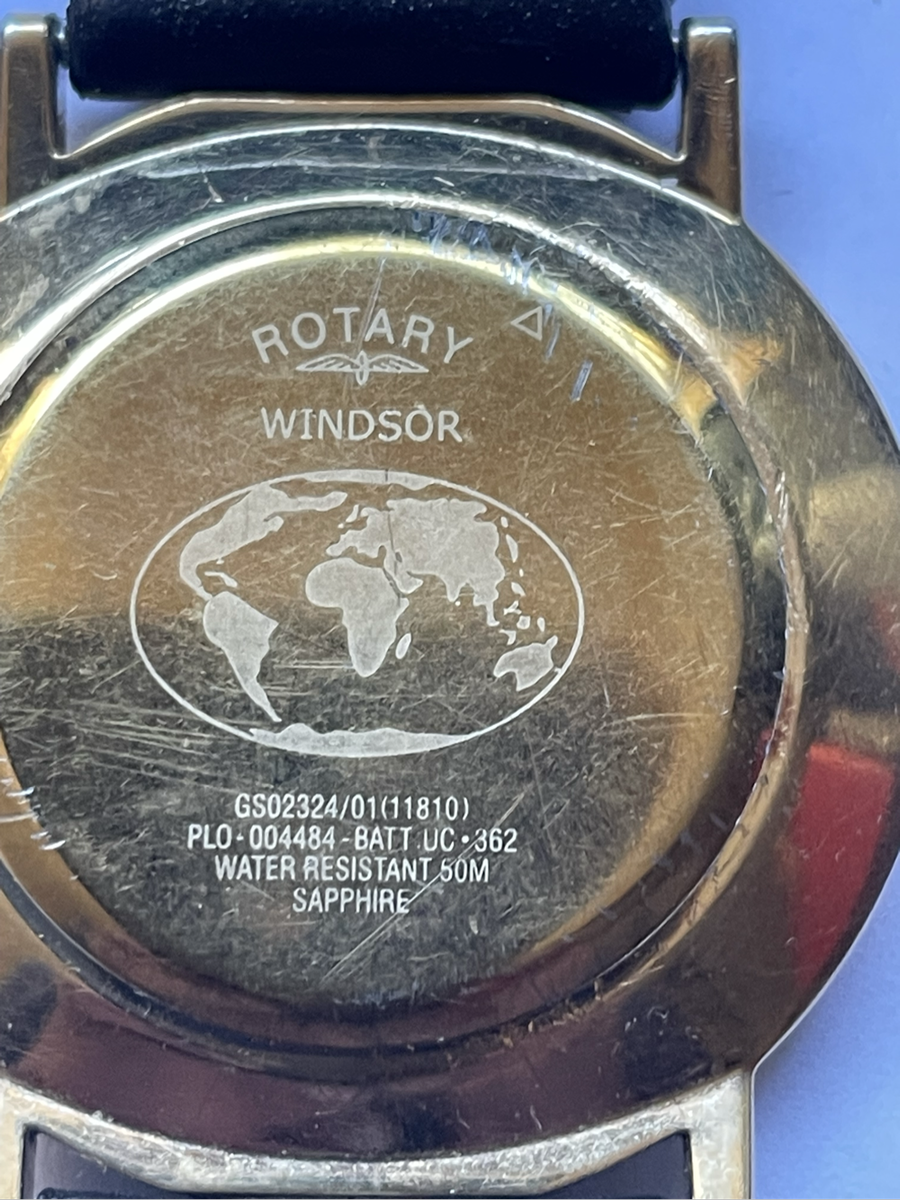 ROTARY
WINDSOR
GS02324/01(11810)
PLO-004484-BATT UC•362
WATER RESISTANT 50M
SAPPHIRE